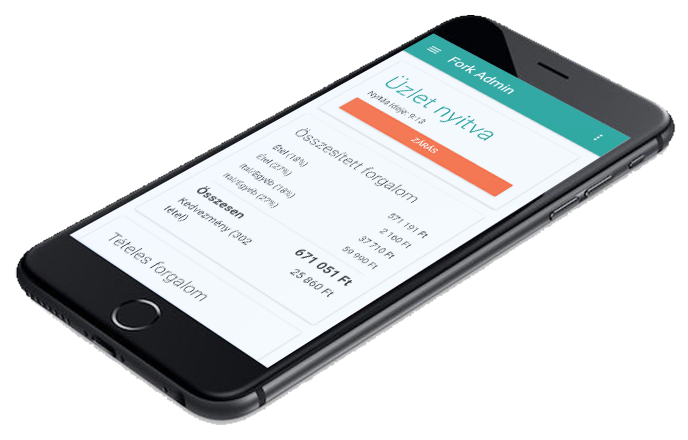 Fork Admin
Üzlet nyitva
Nyitva ideje: 9:13
ZÁRÁS
Összesített forgalom
Étel (18%) 571 191 Ft
Étel (27%) 2 160 Ft
Ital/Egyéb (18%) 37 710 Ft
Ital/Egyéb (27%) 59 990 Ft
Összesen 671 051 Ft
Kedvezmény (302 25 860 Ft
tétel)
Tételes forgalom